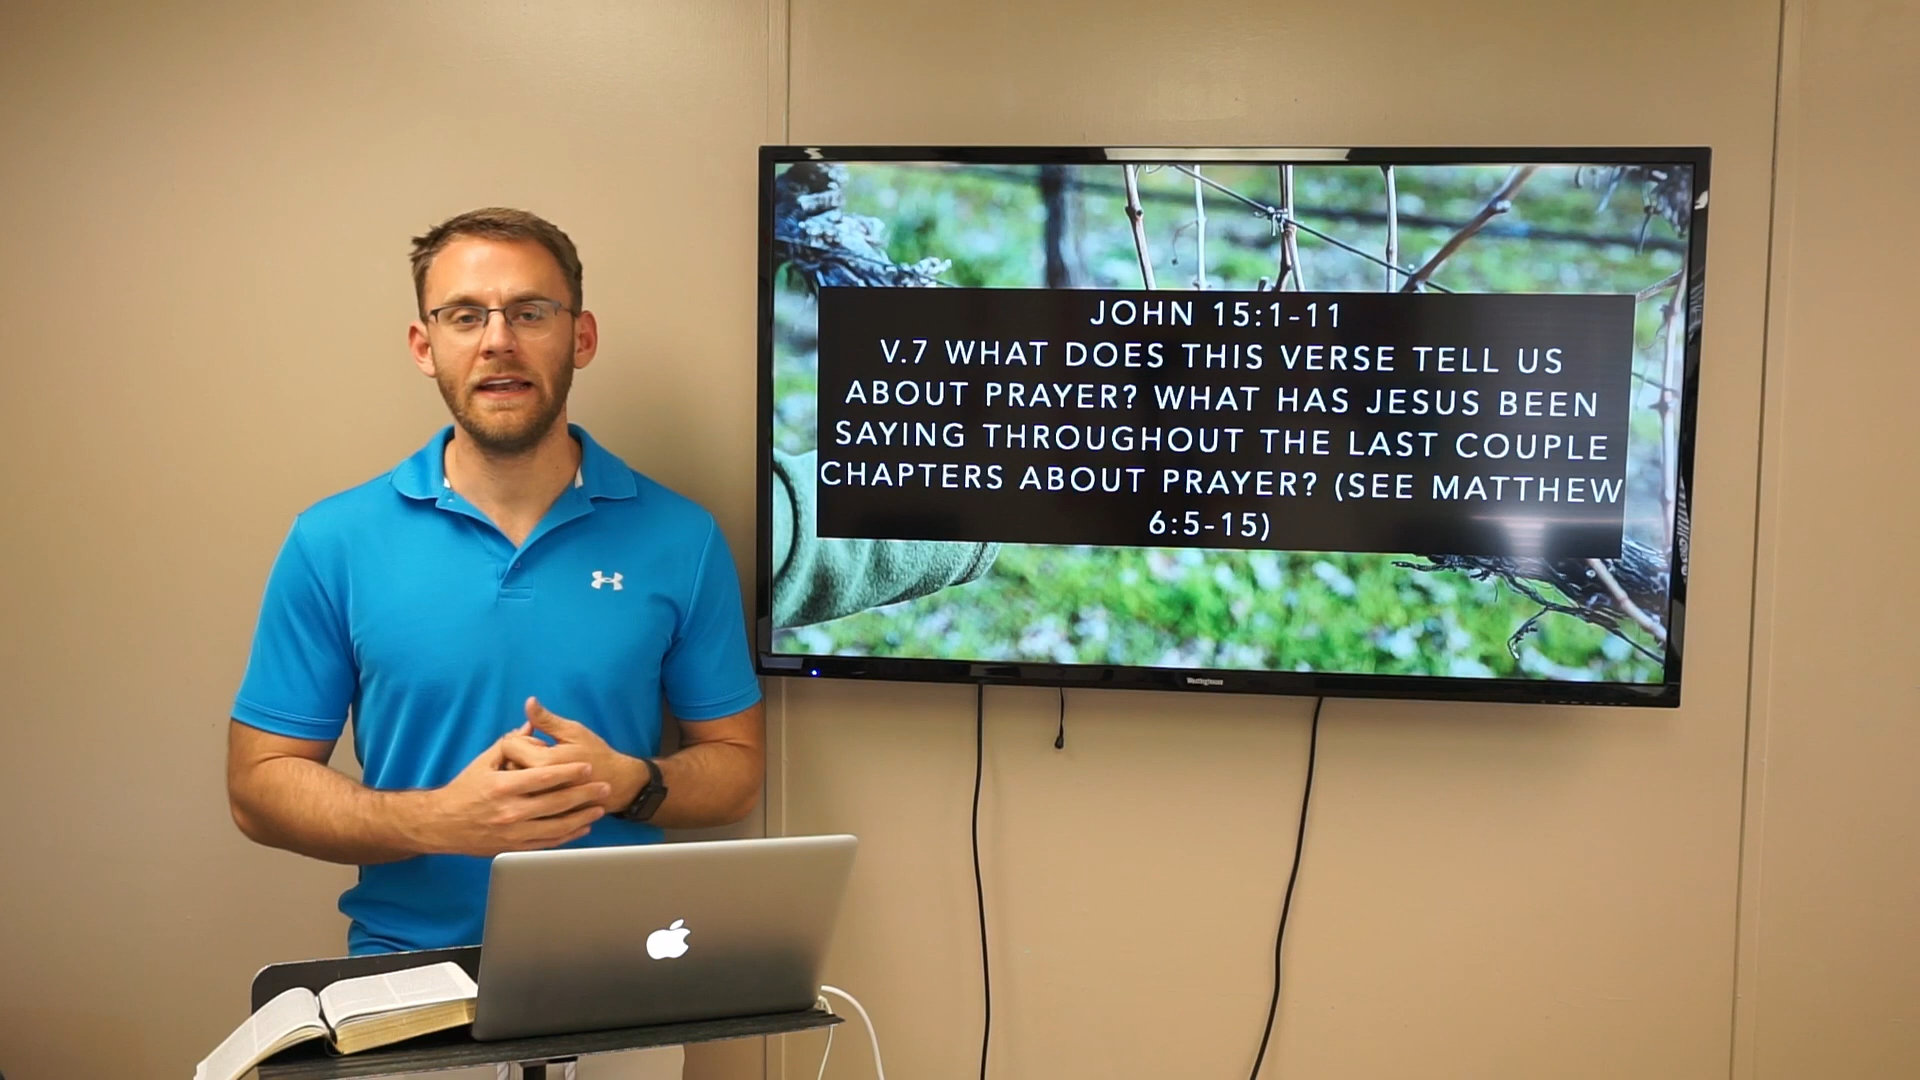 JOHN 15:1-11
V.7 WHAT DOES THIS VERSE TELL US
ABOUT PRAYER? WHAT HAS JESUS BEEN
SAYING THROUGHOUT THE LAST COUPLE
CHAPTERS ABOUT PRAYER? (SEE MATTHEW
6:5-15)
Westinghouse